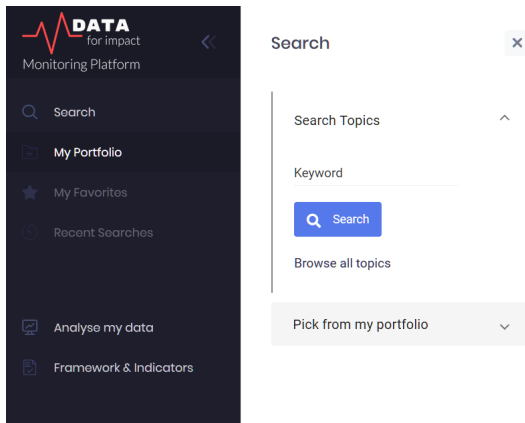 DATA
for impact
Monitoring Platform
Search
My Portfolio
My Favorites
Recent Searches
Analyse my data
Framework & Indicators
Search
Search Topics
Keyword
Search
Browse all topics
Pick from my portfolio